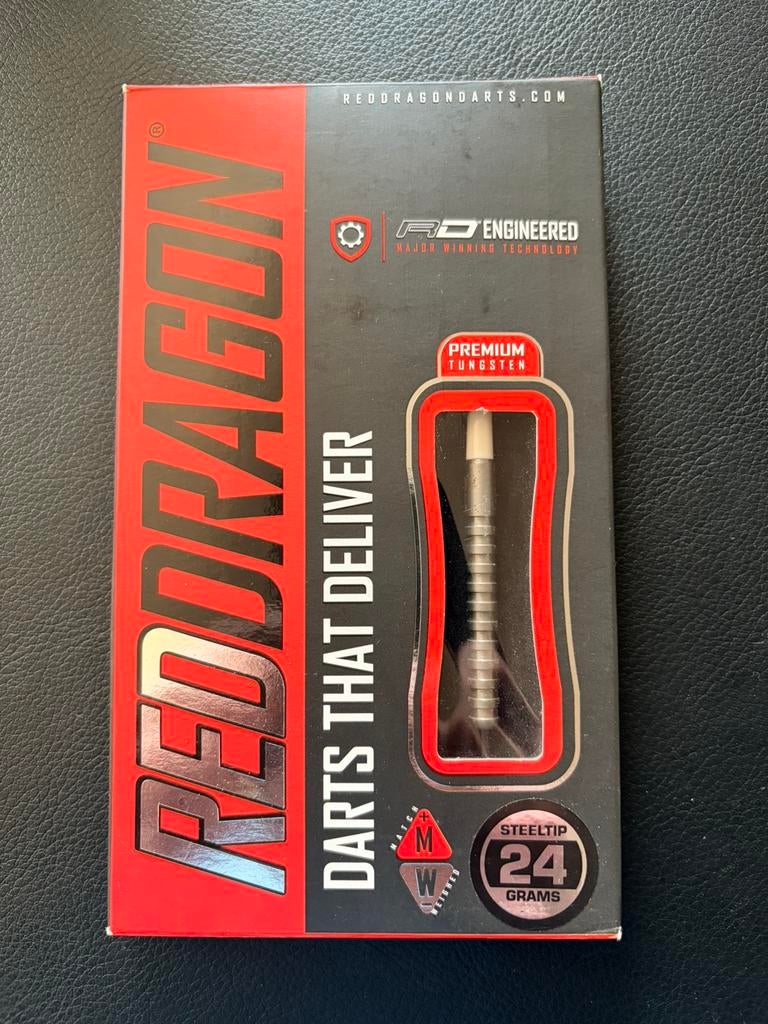 REDDRAGONDARTS.COM
REDDRAGON®
RD ENGINEERED
MAJOR WINNING TECHNOLOGY
PREMIUM
TUNGSTEN
DARTS THAT DELIVER
MATCH
+
M
W
-
WEIGHED
STEELTIP
24
GRAMS